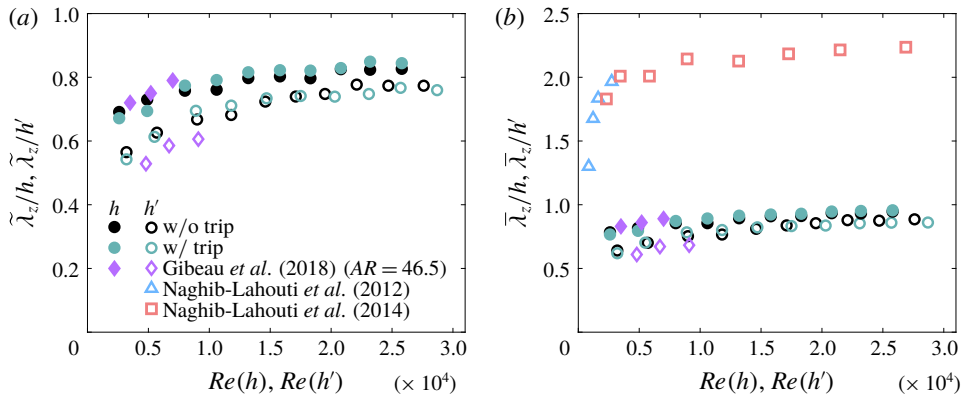 (a)
1.0
0.8
0.6
0.4
0.2
0
0.5
1.0
1.5
2.0
2.5
3.0
(× 10⁴)
Re(h), Re(h′)
λ̃z/h, λ̃z/h′
h h′
w/o trip
w/ trip
Gibeau et al. (2018) (AR = 46.5)
Naghib-Lahouti et al. (2012)
Naghib-Lahouti et al. (2014)
(b)
2.5
2.0
1.5
1.0
0.5
0
0.5
1.0
1.5
2.0
2.5
3.0
(× 10⁴)
Re(h), Re(h′)
λ̅z/h, λ̅z/h′